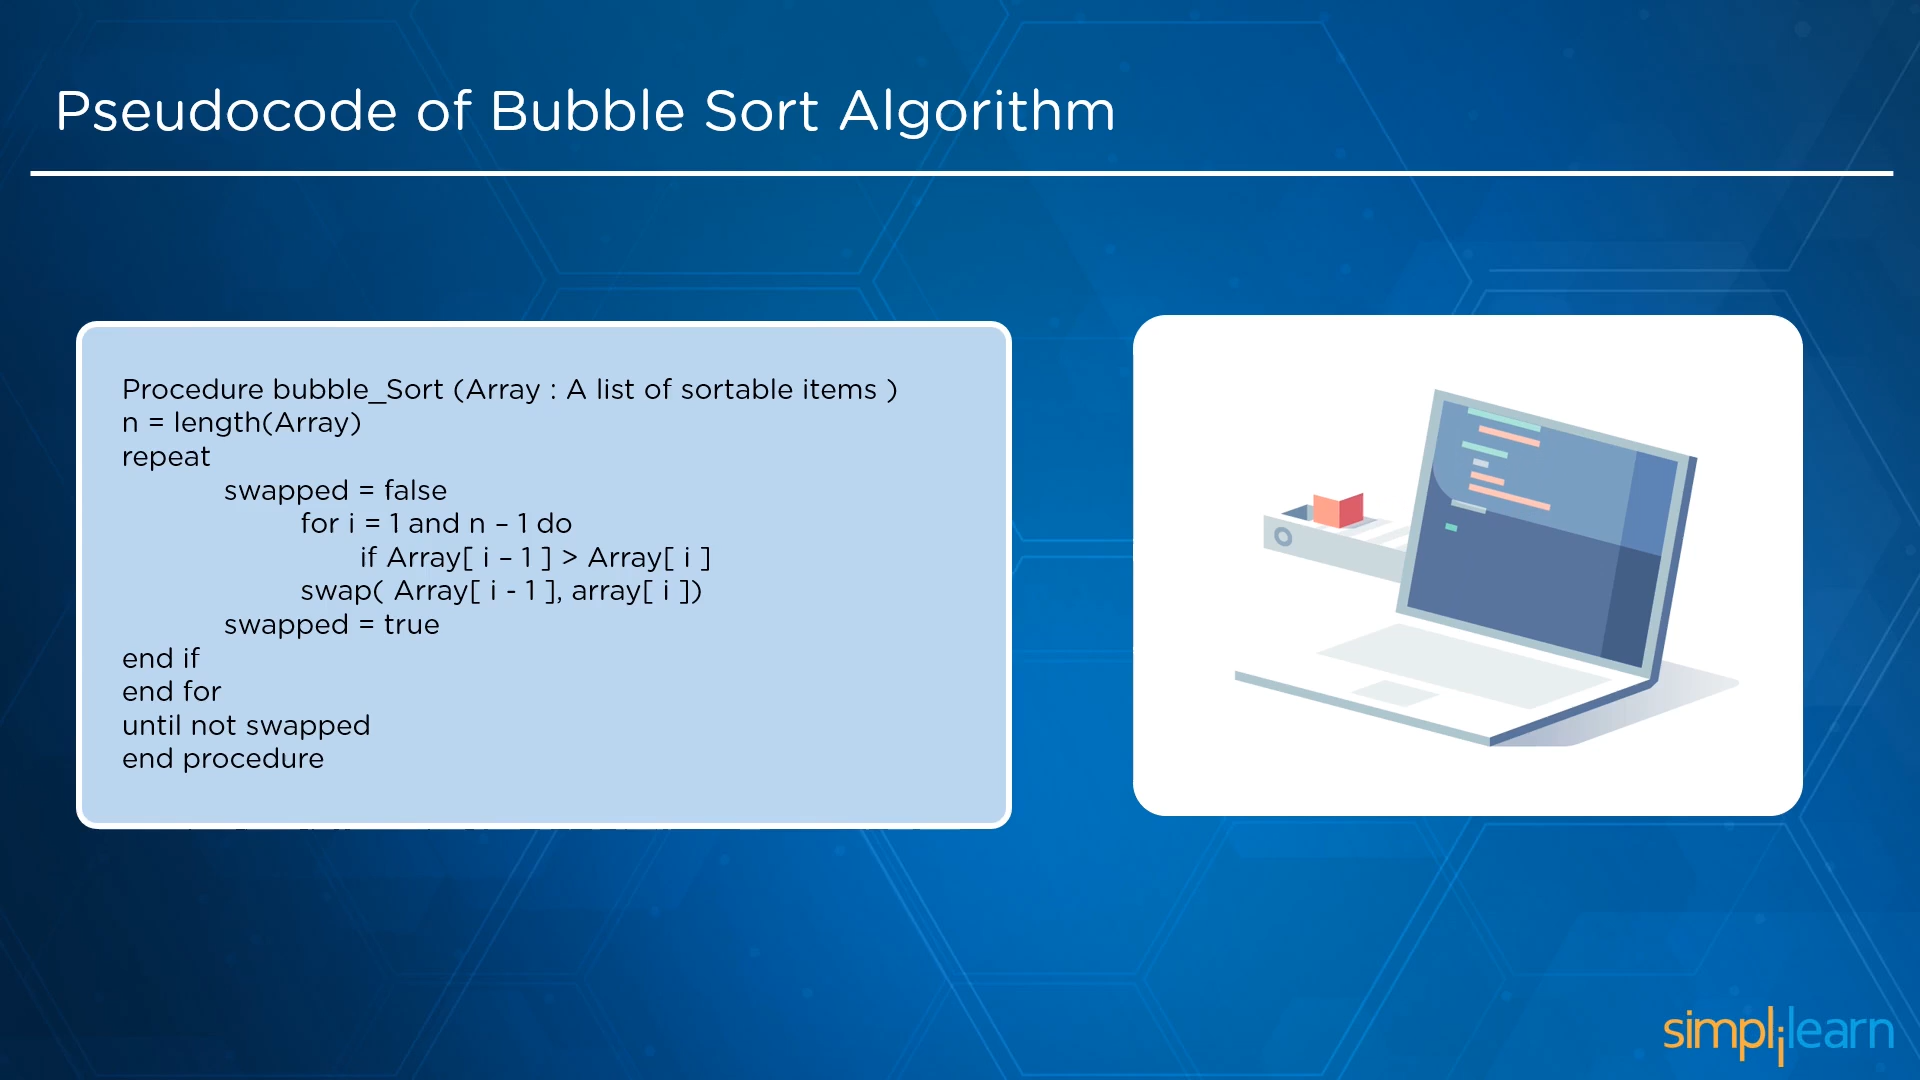 Pseudocode of Bubble Sort Algorithm
Procedure bubble_Sort (Array : A list of sortable items )
n = length(Array)
repeat
swapped = false
for i = 1 and n – 1 do
if Array[ i – 1 ] > Array[ i ]
swap( Array[ i - 1 ], array[ i ])
swapped = true
end if
end for
until not swapped
end procedure
simplilearn